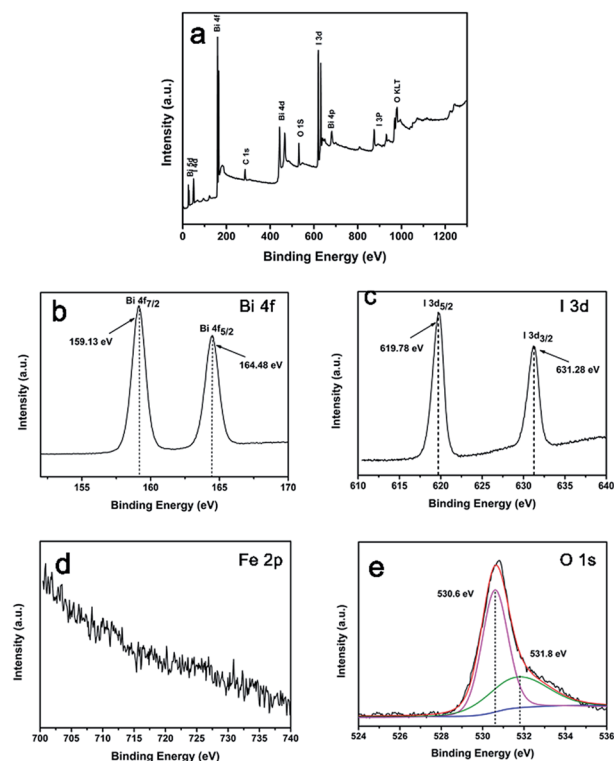 a
Bi 5d
I 4d
Bi 4f
C 1s
Bi 4d
O 1S
I 3d
Bi 4p
I 3P
O KLT
Intensity (a.u.)
0 200 400 600 800 1000 1200
Binding Energy (eV)
b
Bi 4f7/2
Bi 4f
159.13 eV
Bi 4f5/2
164.48 eV
Intensity (a.u.)
155 160 165 170
Binding Energy (eV)
c
I 3d5/2
I 3d
619.78 eV
I 3d3/2
631.28 eV
Intensity (a.u.)
610 615 620 625 630 635 640
Binding Energy (eV)
d
Fe 2p
Intensity (a.u.)
700 705 710 715 720 725 730 735 740
Binding Energy (eV)
e
O 1s
530.6 eV
531.8 eV
Intensity (a.u.)
524 526 528 530 532 534 536
Binding Energy (eV)